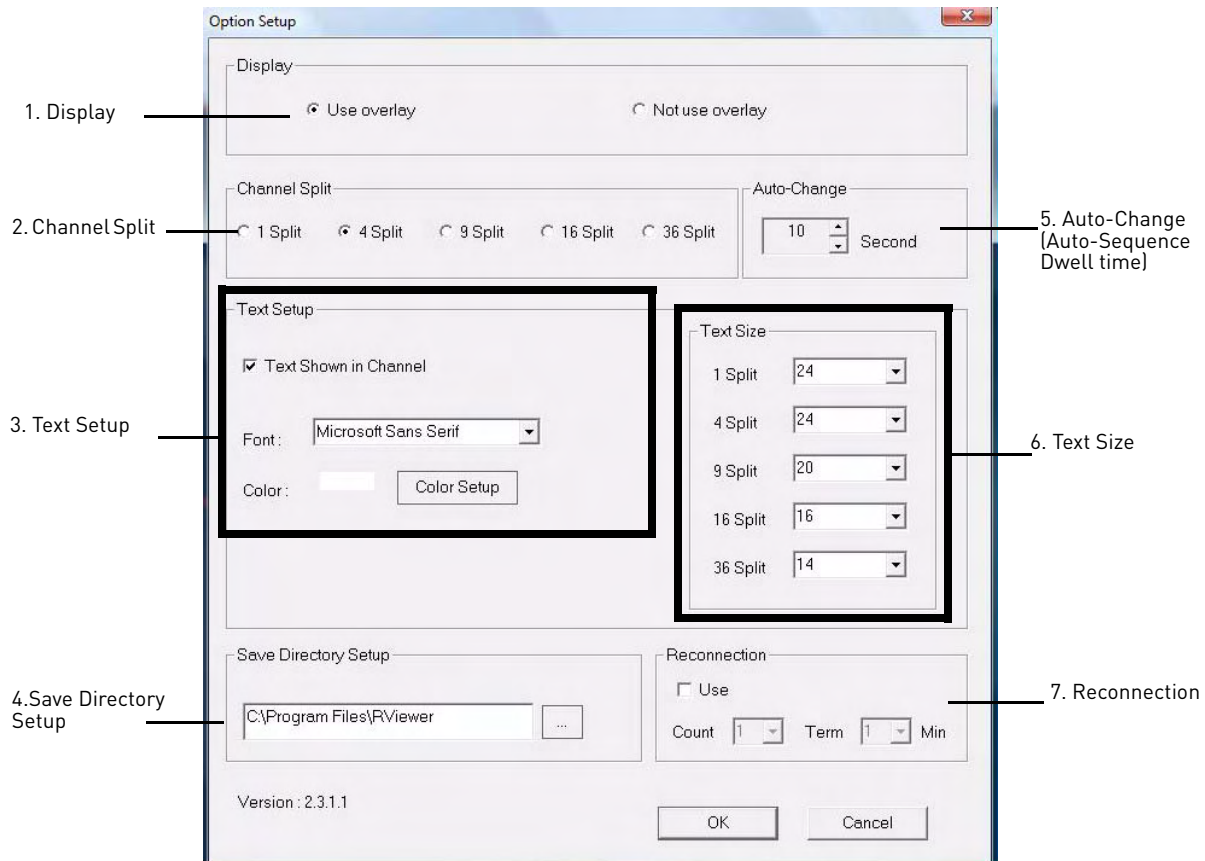 Option Setup
Display
1. Display
Use overlay
Not use overlay
Channel Split
Auto-Change
2. Channel Split
1 Split
4 Split
9 Split
16 Split
36 Split
10
Second
5. Auto-Change
(Auto-Sequence
Dwell time)
Text Setup
Text Shown in Channel
3. Text Setup
Font :
Microsoft Sans Serif
Color :
Color Setup
Text Size
1 Split
24
4 Split
24
9 Split
20
16 Split
16
36 Split
14
6. Text Size
Save Directory Setup
4.Save Directory
Setup
C:\Program Files\RViewer
...
Reconnection
Use
Count
1
Term
1
Min
7. Reconnection
Version : 2.3.1.1
OK
Cancel